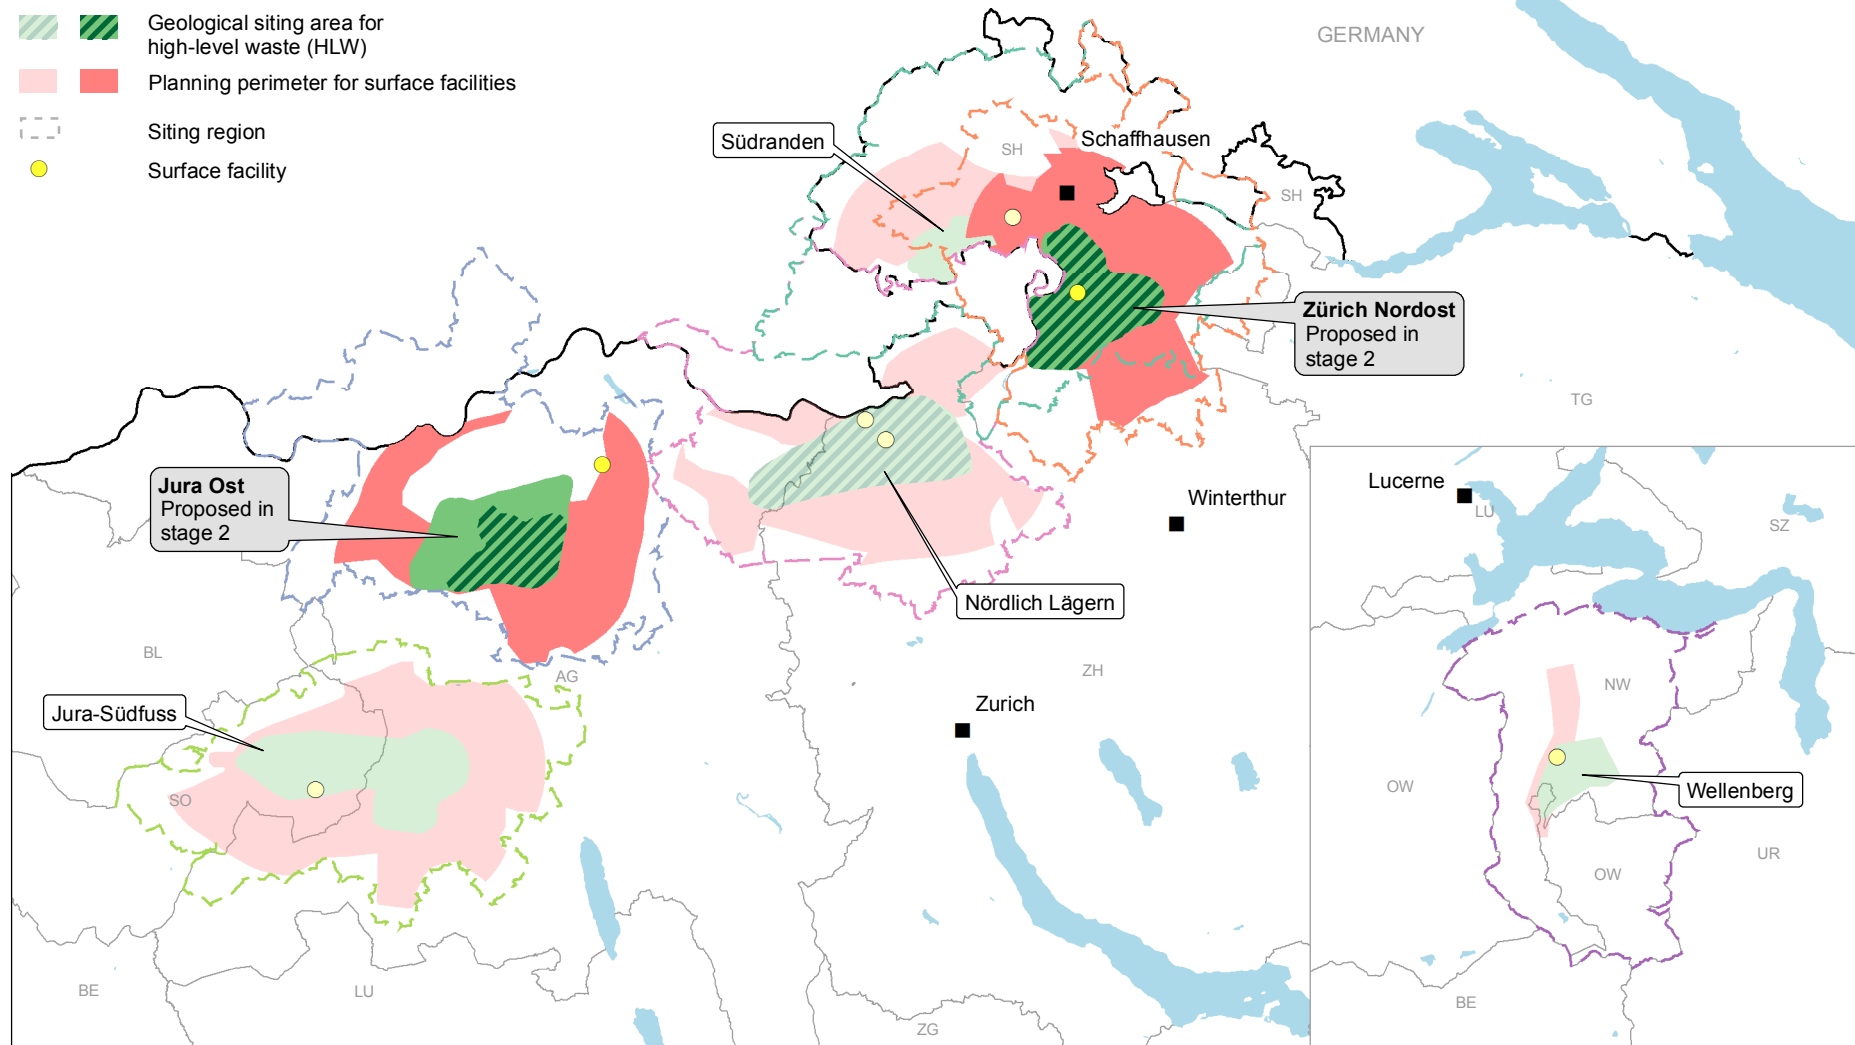 Geological siting area for
high-level waste (HLW)
Planning perimeter for surface facilities
Siting region
Surface facility
GERMANY
Südranden
SH
Schaffhausen
SH
Zürich Nordost
Proposed in
stage 2
TG
Jura Ost
Proposed in
stage 2
Winterthur
Nördlich Lägern
BL
AG
ZH
Jura-Südfuss
Zurich
SO
BE
LU
ZG
Lucerne
LU
SZ
NW
OW
Wellenberg
UR
OW
BE